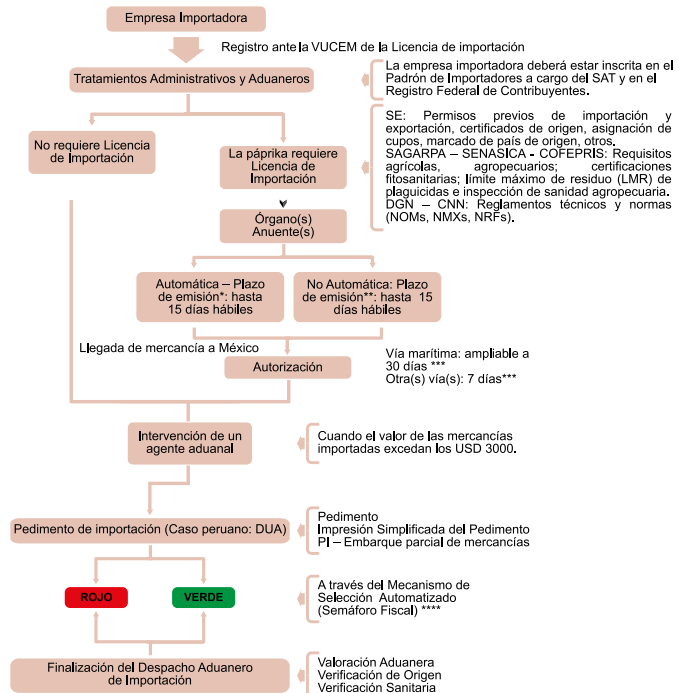 Empresa Importadora
Registro ante la VUCEM de la Licencia de importación
Tratamientos Administrativos y Aduaneros
La empresa importadora deberá estar inscrita en el
Padrón de Importadores a cargo del SAT y en el
Registro Federal de Contribuyentes.
No requiere Licencia
de Importación
La páprika requiere
Licencia de
Importación
SE: Permisos previos de importación y
exportación, certificados de origen, asignación de
cupos, marcado de país de origen, otros.
SAGARPA – SENASICA - COFEPRIS: Requisitos
agrícolas, agropecuarios; certificaciones
fitosanitarias; límite máximo de residuo (LMR) de
plaguicidas e inspección de sanidad agropecuaria.
DGN – CNN: Reglamentos técnicos y normas
(NOMs, NMXs, NRFs).
Órgano(s)
Anuente(s)
Automática – Plazo
de emisión*: hasta
15 días hábiles
No Automática: Plazo
de emisión**: hasta 15
días hábiles
Llegada de mercancía a México
Autorización
Vía marítima: ampliable a
30 días ***
Otra(s) vía(s): 7 días***
Intervención de un
agente aduanal
Cuando el valor de las mercancías
importadas excedan los USD 3000.
Pedimento de importación (Caso peruano: DUA)
Pedimento
Impresión Simplificada del Pedimento
PI – Embarque parcial de mercancías
ROJO
VERDE
A través del Mecanismo de
Selección Automatizado
(Semáforo Fiscal) ****
Finalización del Despacho Aduanero
de Importación
Valoración Aduanera
Verificación de Origen
Verificación Sanitaria